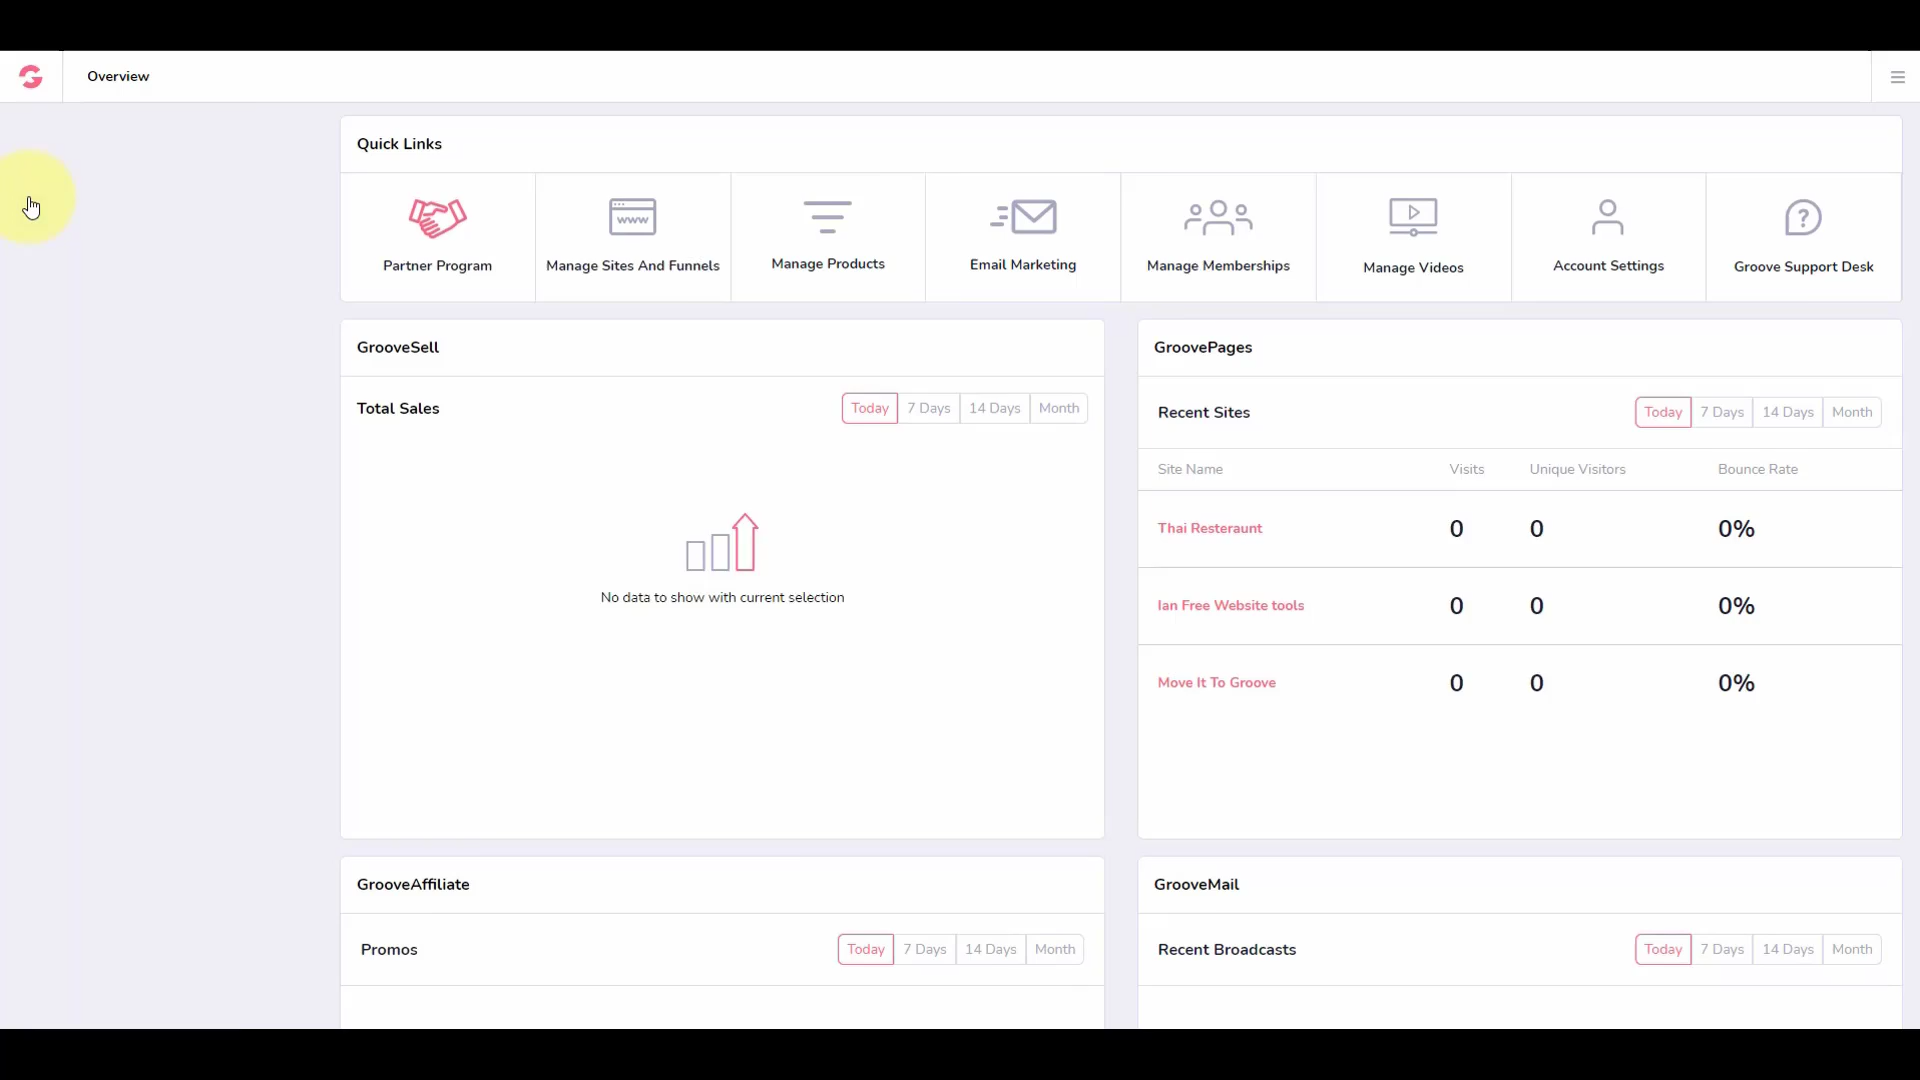 Overview
Quick Links
Partner Program
www
Manage Sites And Funnels
Manage Products
Email Marketing
Manage Memberships
Manage Videos
Account Settings
?
Groove Support Desk
GrooveSell
Total Sales
Today 7 Days 14 Days Month
No data to show with current selection
GroovePages
Recent Sites
Today 7 Days 14 Days Month
Site Name Visits Unique Visitors Bounce Rate
Thai Resteraunt 0 0 0%
Ian Free Website tools 0 0 0%
Move It To Groove 0 0 0%
GrooveAffiliate
Promos
Today 7 Days 14 Days Month
GrooveMail
Recent Broadcasts
Today 7 Days 14 Days Month